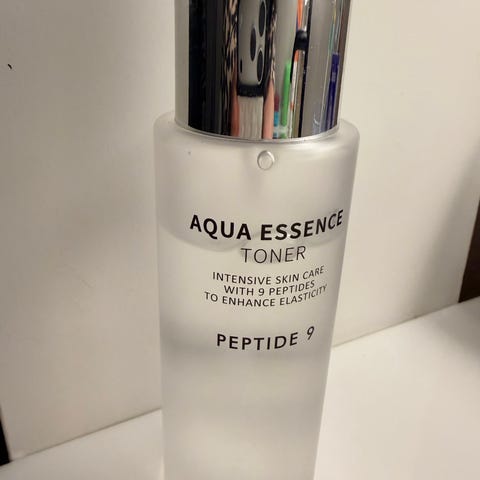 AQUA ESSENCE
TONER
INTENSIVE SKIN CARE
WITH 9 PEPTIDES
TO ENHANCE ELASTICITY
PEPTIDE 9